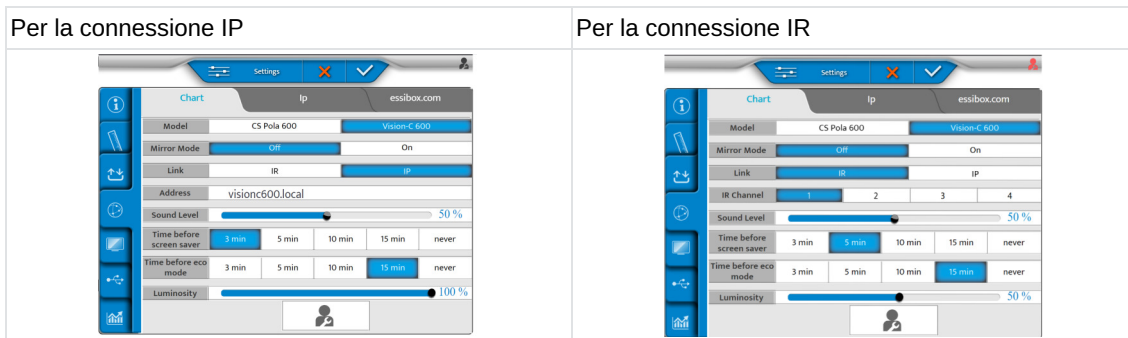 Per la connessione IP
Per la connessione IR
Settings
Chart Ip essibox.com
Model CS Pola 600 Vision-C 600
Mirror Mode Off On
Link IR IP
Address visionc600.local
Sound Level 50 %
Time before screen saver 3 min 5 min 10 min 15 min never
Time before eco mode 3 min 5 min 10 min 15 min never
Luminosity 100 %
Settings
Chart Ip essibox.com
Model CS Pola 600 Vision-C 600
Mirror Mode Off On
Link IR IP
IR Channel 1 2 3 4
Sound Level 50 %
Time before screen saver 3 min 5 min 10 min 15 min never
Time before eco mode 3 min 5 min 10 min 15 min never
Luminosity 50 %